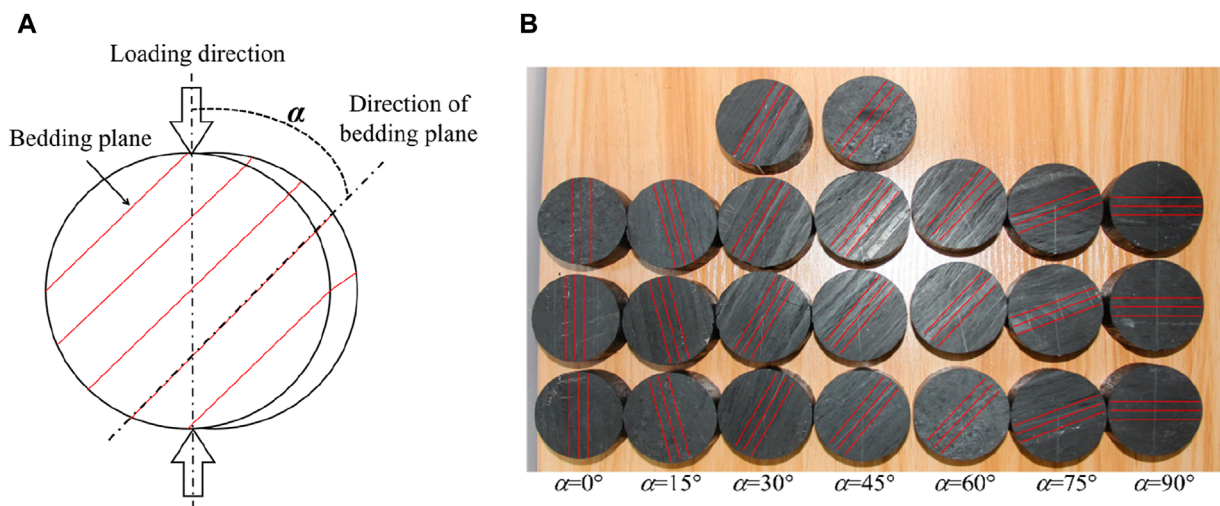 A
Loading direction
α
Direction of
bedding plane
Bedding plane
B
α=0° α=15° α=30° α=45° α=60° α=75° α=90°